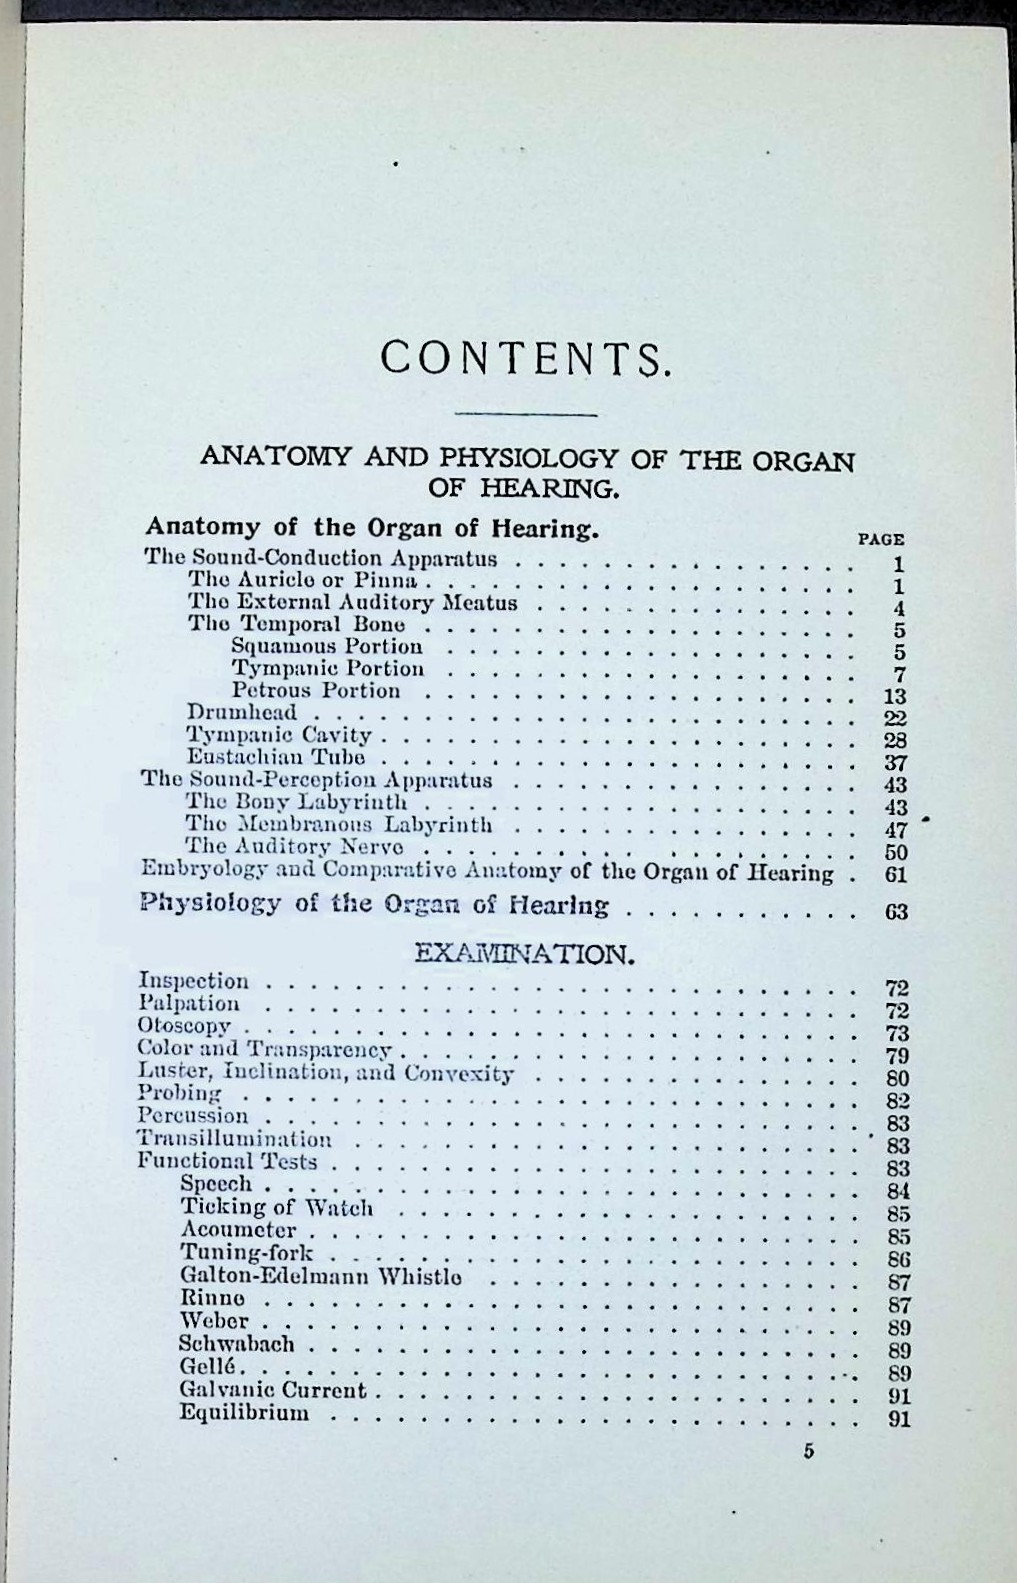 CONTENTS.
ANATOMY AND PHYSIOLOGY OF THE ORGAN
OF HEARING.
Anatomy of the Organ of Hearing.
PAGE
The Sound-Conduction Apparatus . . . . . . . . . . . . . . . . 1
The Auricle or Pinna . . . . . . . . . . . . . . . . . . . . 1
The External Auditory Meatus . . . . . . . . . . . . . . . 4
The Temporal Bone . . . . . . . . . . . . . . . . . . . . 5
Squamous Portion . . . . . . . . . . . . . . . . . . . 5
Tympanic Portion . . . . . . . . . . . . . . . . . . . 7
Petrous Portion . . . . . . . . . . . . . . . . . . . . 13
Drumhead . . . . . . . . . . . . . . . . . . . . . . . . . 22
Tympanic Cavity . . . . . . . . . . . . . . . . . . . . . . 28
Eustachian Tube . . . . . . . . . . . . . . . . . . . . . . 37
The Sound-Perception Apparatus . . . . . . . . . . . . . . . . 43
The Bony Labyrinth . . . . . . . . . . . . . . . . . . . . 43
The Membranous Labyrinth . . . . . . . . . . . . . . . . 47
The Auditory Nerve . . . . . . . . . . . . . . . . . . . . 50
Embryology and Comparative Anatomy of the Organ of Hearing . 61
Physiology of the Organ of Hearing . . . . . . . . . . . 63
EXAMINATION.
Inspection . . . . . . . . . . . . . . . . . . . . . . . . . . . 72
Palpation . . . . . . . . . . . . . . . . . . . . . . . . . . . 72
Otoscopy . . . . . . . . . . . . . . . . . . . . . . . . . . . . 73
Color and Transparency . . . . . . . . . . . . . . . . . . . . . 79
Luster, Inclination, and Convexity . . . . . . . . . . . . . . . 80
Probing . . . . . . . . . . . . . . . . . . . . . . . . . . . . 82
Percussion . . . . . . . . . . . . . . . . . . . . . . . . . . . 83
Transillumination . . . . . . . . . . . . . . . . . . . . . . . 83
Functional Tests . . . . . . . . . . . . . . . . . . . . . . . . 83
Speech . . . . . . . . . . . . . . . . . . . . . . . . . . . 84
Ticking of Watch . . . . . . . . . . . . . . . . . . . . . 85
Acoumeter . . . . . . . . . . . . . . . . . . . . . . . . . 85
Tuning-fork . . . . . . . . . . . . . . . . . . . . . . . . 86
Galton-Edelmann Whistle . . . . . . . . . . . . . . . . . 87
Rinne . . . . . . . . . . . . . . . . . . . . . . . . . . . 87
Weber . . . . . . . . . . . . . . . . . . . . . . . . . . . 89
Schwabach . . . . . . . . . . . . . . . . . . . . . . . . . 89
Gellé . . . . . . . . . . . . . . . . . . . . . . . . . . . . 89
Galvanic Current . . . . . . . . . . . . . . . . . . . . . . 91
Equilibrium . . . . . . . . . . . . . . . . . . . . . . . . 91
5